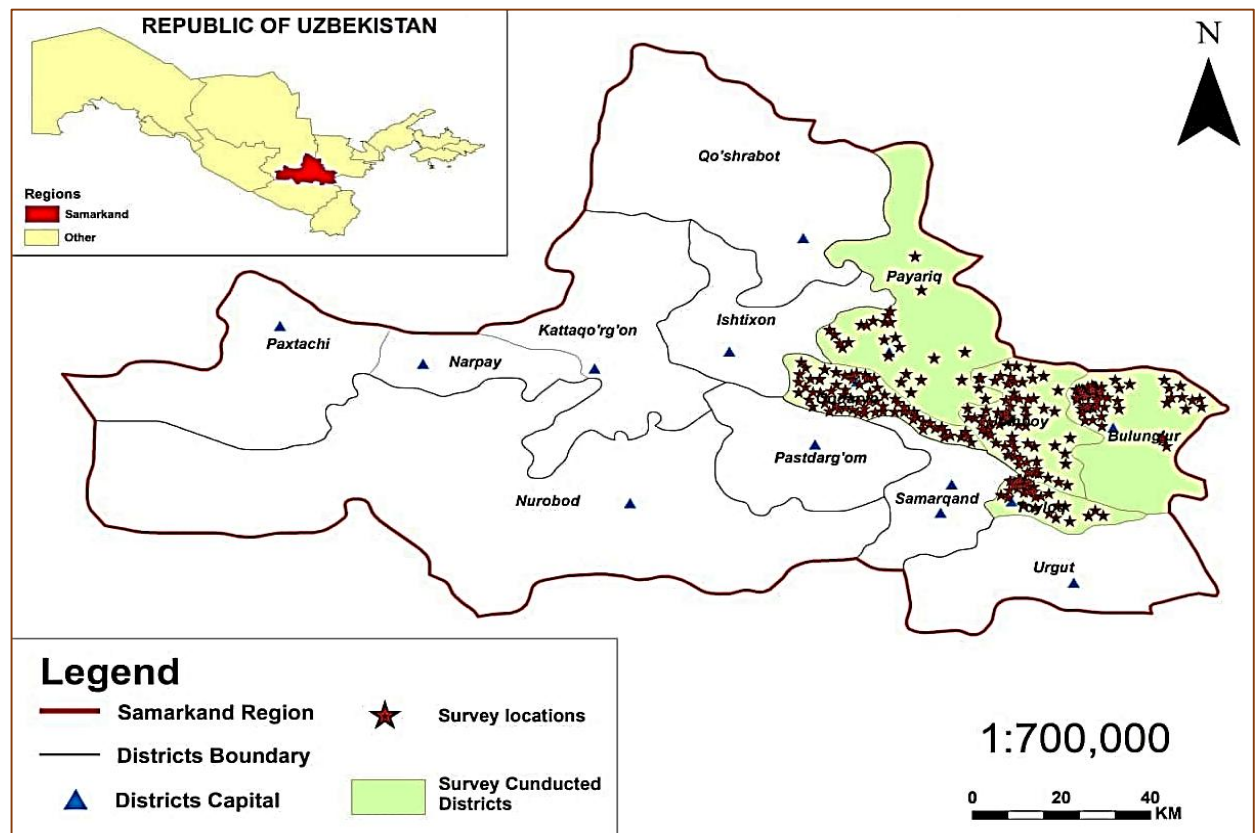 REPUBLIC OF UZBEKISTAN
Regions
Samarkand
Other
N
Qo'shrabot
Payariq
Ishtixon
Kattaqo'rg'on
Paxtachi
Narpay
Bulung'ur
Pastdarg'om
Nurobod
Samarqand
Urgut
Legend
Samarkand Region
Survey locations
Districts Boundary
Districts Capital
Survey Cunducted
Districts
1:700,000
0 20 40
KM